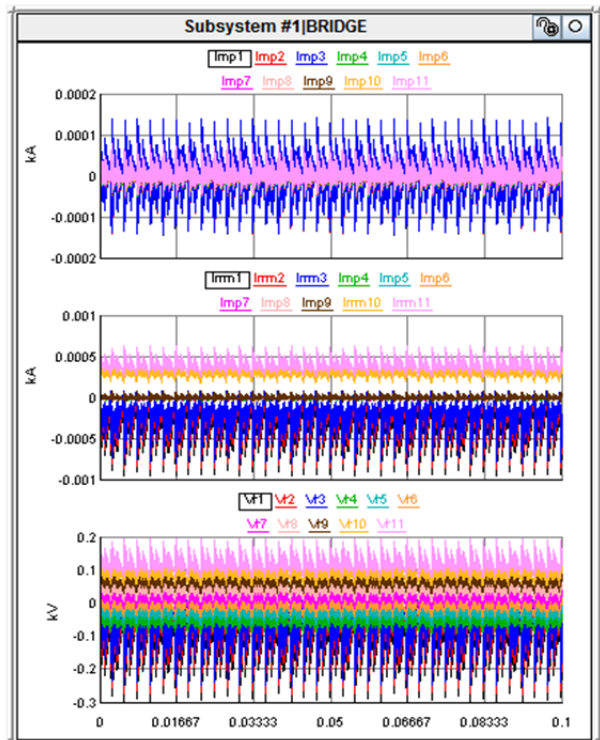 Subsystem #1|BRIDGE
Imp1 Imp2 Imp3 Imp4 Imp5 Imp6
Imp7 Imp8 Imp9 Imp10 Imp11
0.0002
0.0001
kA
0
-0.0001
-0.0002
Irrm1 Irrm2 Irrm3 Imp4 Imp5 Imp6
Imp7 Imp8 Imp9 Irrm10 Irrm11
0.001
0.0005
kA
0
-0.0005
-0.001
Vf1 Vf2 Vf3 Vf4 Vf5 Vf6
Vf7 Vf8 Vf9 Vf10 Vf11
0.2
0.1
0
kV
-0.1
-0.2
-0.3
0 0.01667 0.03333 0.05 0.06667 0.08333 0.1